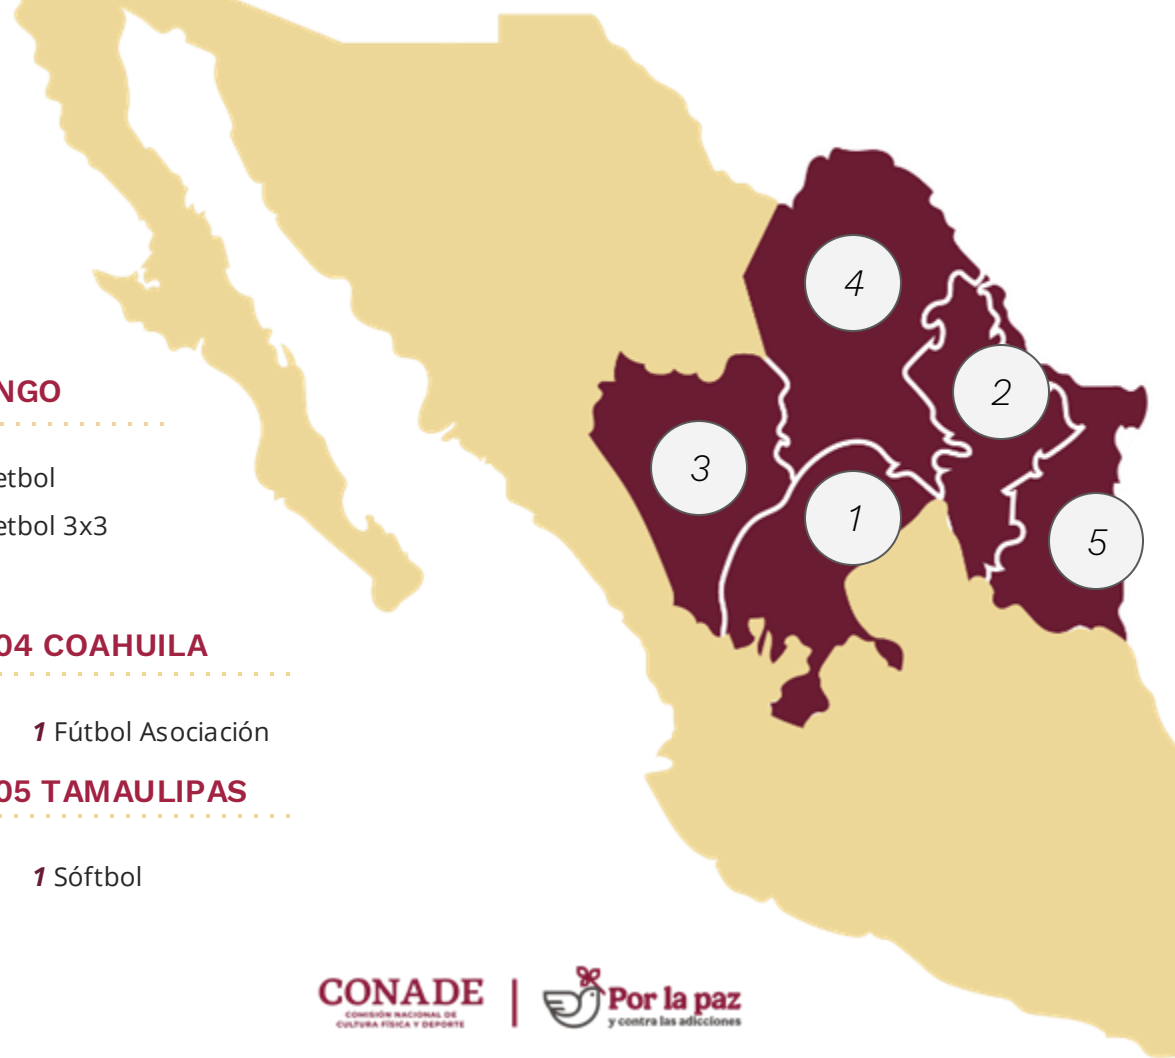 NGO
etbol
etbol 3x3
04 COAHUILA
1 Fútbol Asociación
05 TAMAULIPAS
1 Sóftbol
4
2
3
1
5
CONADE
COMISIÓN NACIONAL DE
CULTURA FÍSICA Y DEPORTE
Por la paz
y contra las adicciones